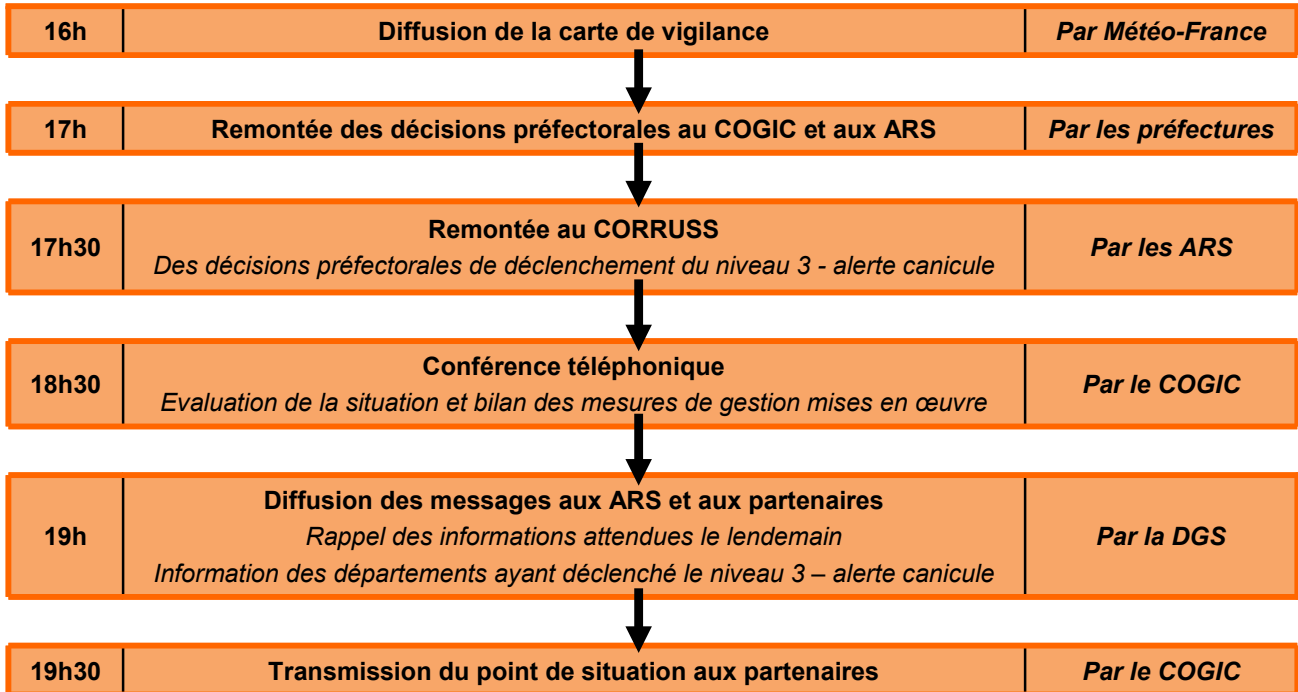 16h
Diffusion de la carte de vigilance
Par Météo-France
17h
Remontée des décisions préfectorales au COGIC et aux ARS
Par les préfectures
17h30
Remontée au CORRUSS
Des décisions préfectorales de déclenchement du niveau 3 - alerte canicule
Par les ARS
18h30
Conférence téléphonique
Evaluation de la situation et bilan des mesures de gestion mises en œuvre
Par le COGIC
19h
Diffusion des messages aux ARS et aux partenaires
Rappel des informations attendues le lendemain
Information des départements ayant déclenché le niveau 3 – alerte canicule
Par la DGS
19h30
Transmission du point de situation aux partenaires
Par le COGIC